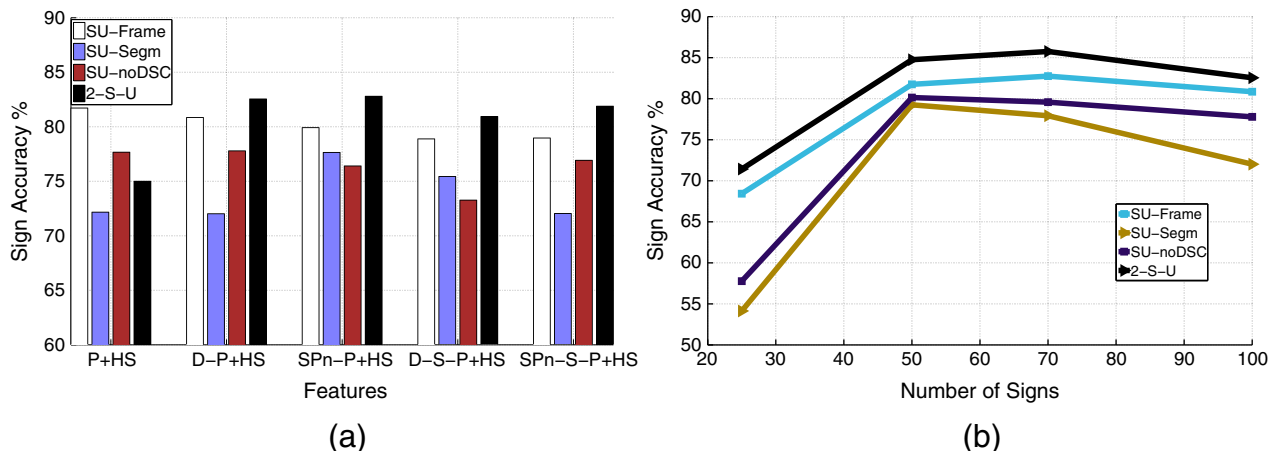 90
85
80
75
70
65
60
Sign Accuracy %
SU–Frame
SU–Segm
SU–noDSC
2–S–U
P+HS
D–P+HS
SPn–P+HS
D–S–P+HS
SPn–S–P+HS
Features
(a)
90
85
80
75
70
65
60
55
50
Sign Accuracy %
SU–Frame
SU–Segm
SU–noDSC
2–S–U
20 30 40 50 60 70 80 90 100
Number of Signs
(b)